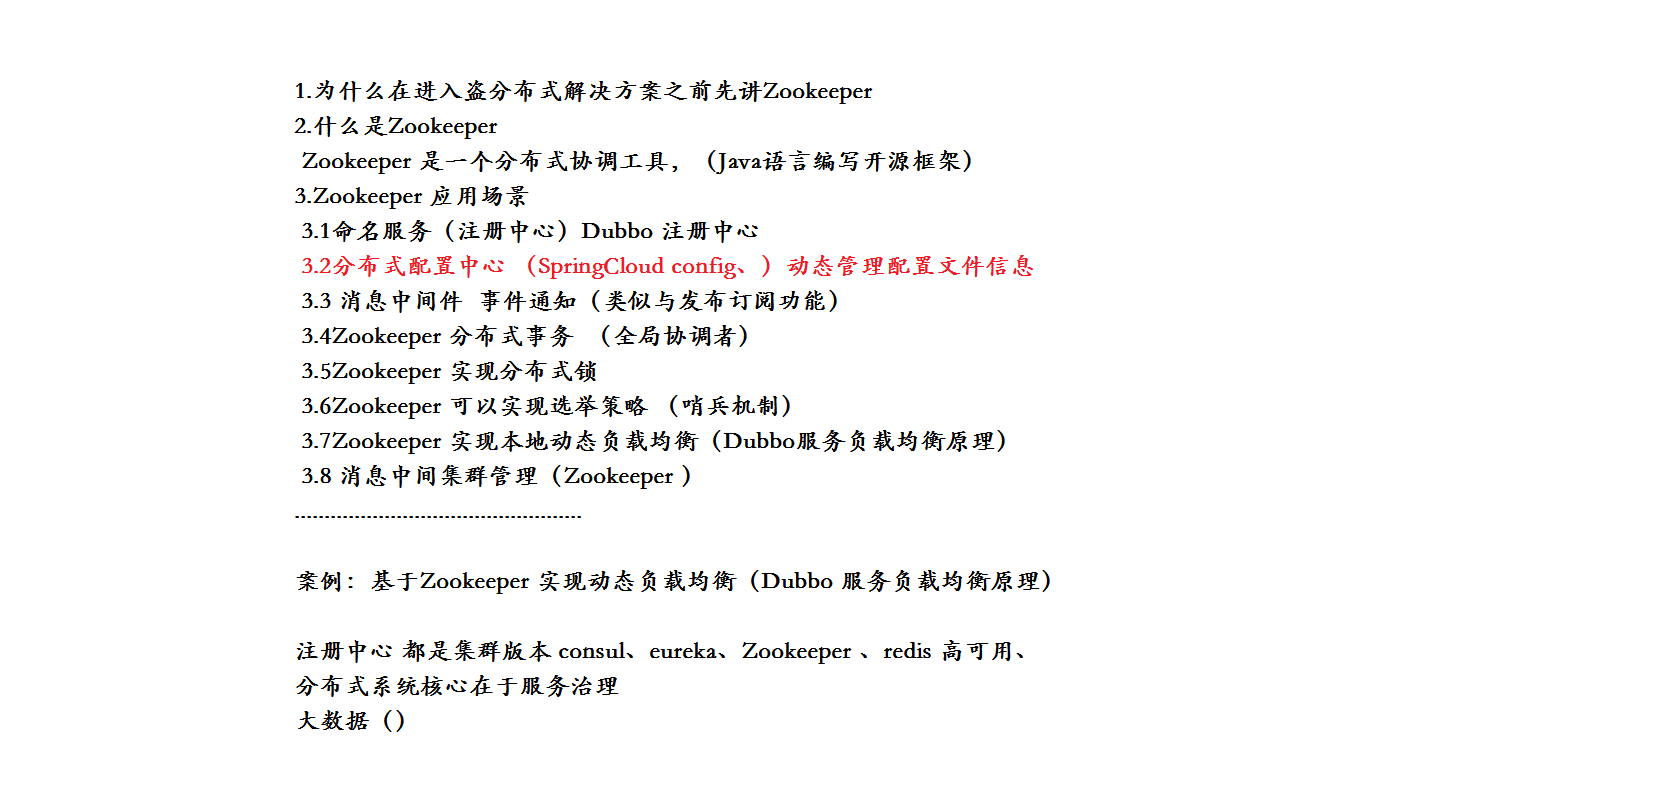 1.为什么在进入盗分布式解决方案之前先讲Zookeeper
2.什么是Zookeeper
Zookeeper 是一个分布式协调工具，（Java语言编写开源框架）
3.Zookeeper 应用场景
3.1命名服务（注册中心）Dubbo 注册中心
3.2分布式配置中心 （SpringCloud config、）动态管理配置文件信息
3.3 消息中间件  事件通知（类似与发布订阅功能）
3.4Zookeeper 分布式事务  （全局协调者）
3.5Zookeeper 实现分布式锁
3.6Zookeeper 可以实现选举策略 （哨兵机制）
3.7Zookeeper 实现本地动态负载均衡（Dubbo服务负载均衡原理）
3.8 消息中间集群管理（Zookeeper ）
................................................
案例：基于Zookeeper 实现动态负载均衡（Dubbo 服务负载均衡原理）
注册中心 都是集群版本 consul、eureka、Zookeeper 、redis 高可用、
分布式系统核心在于服务治理
大数据（）